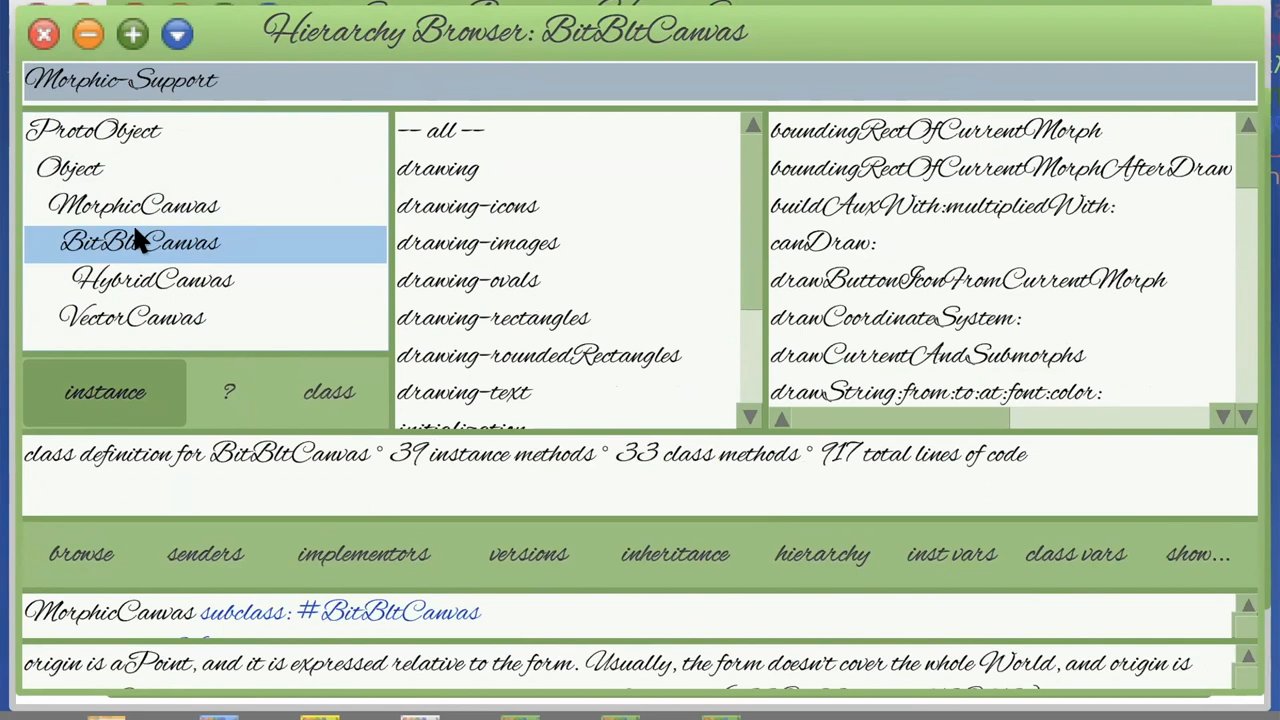 Hierarchy Browser: BitBltCanvas
Morphic-Support
ProtoObject
Object
MorphicCanvas
BitBltCanvas
HybridCanvas
VectorCanvas
instance
?
class
-- all --
drawing
drawing-icons
drawing-images
drawing-ovals
drawing-rectangles
drawing-roundedRectangles
drawing-text
initialization
boundingRectOfCurrentMorph
boundingRectOfCurrentMorphAfterDraw
buildAuxWith:multipliedWith:
canDraw:
drawButtonIconFromCurrentMorph
drawCoordinateSystem:
drawCurrentAndSubmorphs
drawString:from:to:at:font:color:
class definition for BitBltCanvas ° 39 instance methods ° 33 class methods ° 917 total lines of code
browse senders implementors versions inheritance hierarchy inst vars class vars show...
MorphicCanvas subclass: #BitBltCanvas
origin is aPoint, and it is expressed relative to the form. Usually, the form doesn't cover the whole World, and origin is